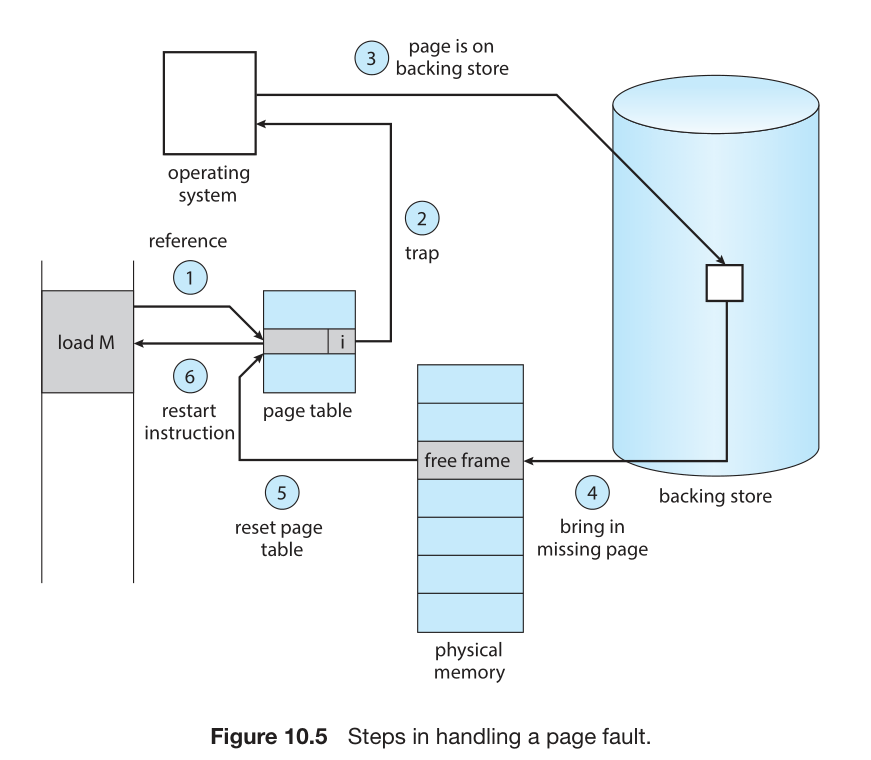 3
page is on
backing store
operating
system
2
trap
reference
1
load M
i
6
restart
instruction
page table
free frame
5
reset page
table
4
bring in
missing page
backing store
physical
memory
Figure 10.5 Steps in handling a page fault.